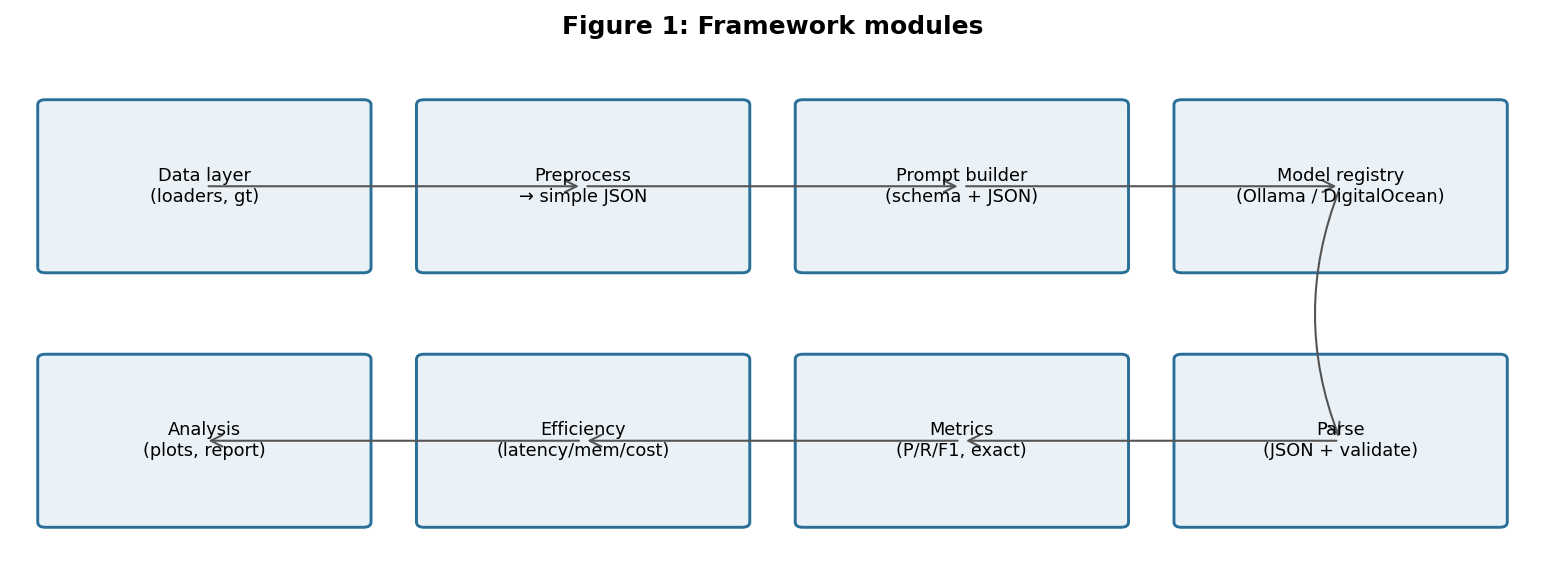 Figure 1: Framework modules
Data layer
(loaders, gt)
Preprocess
→ simple JSON
Prompt builder
(schema + JSON)
Model registry
(Ollama / DigitalOcean)
Analysis
(plots, report)
Efficiency
(latency/mem/cost)
Metrics
(P/R/F1, exact)
Parse
(JSON + validate)